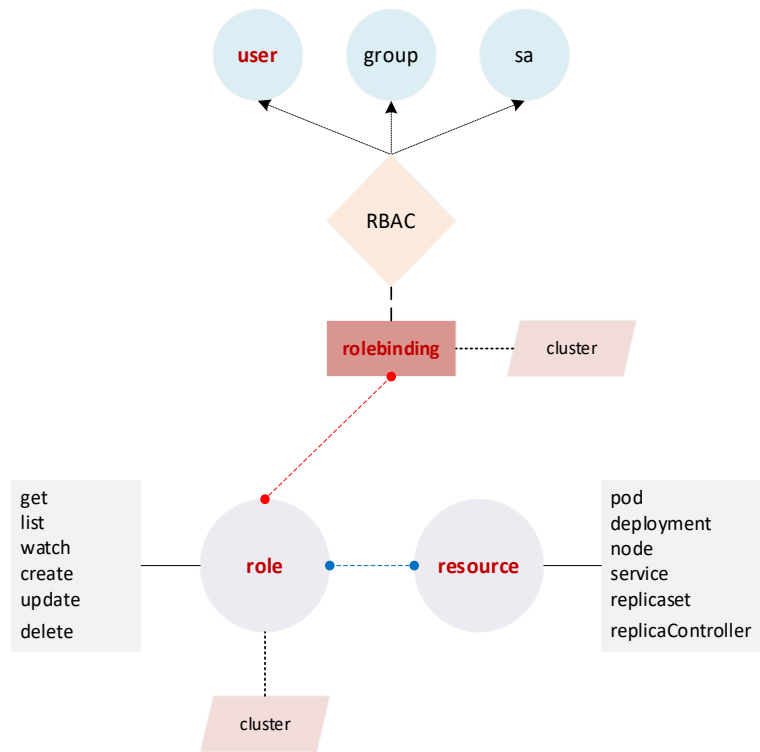 user
group
sa
RBAC
rolebinding
cluster
get
list
watch
create
update
delete
role
resource
pod
deployment
node
service
replicaset
replicaController
cluster